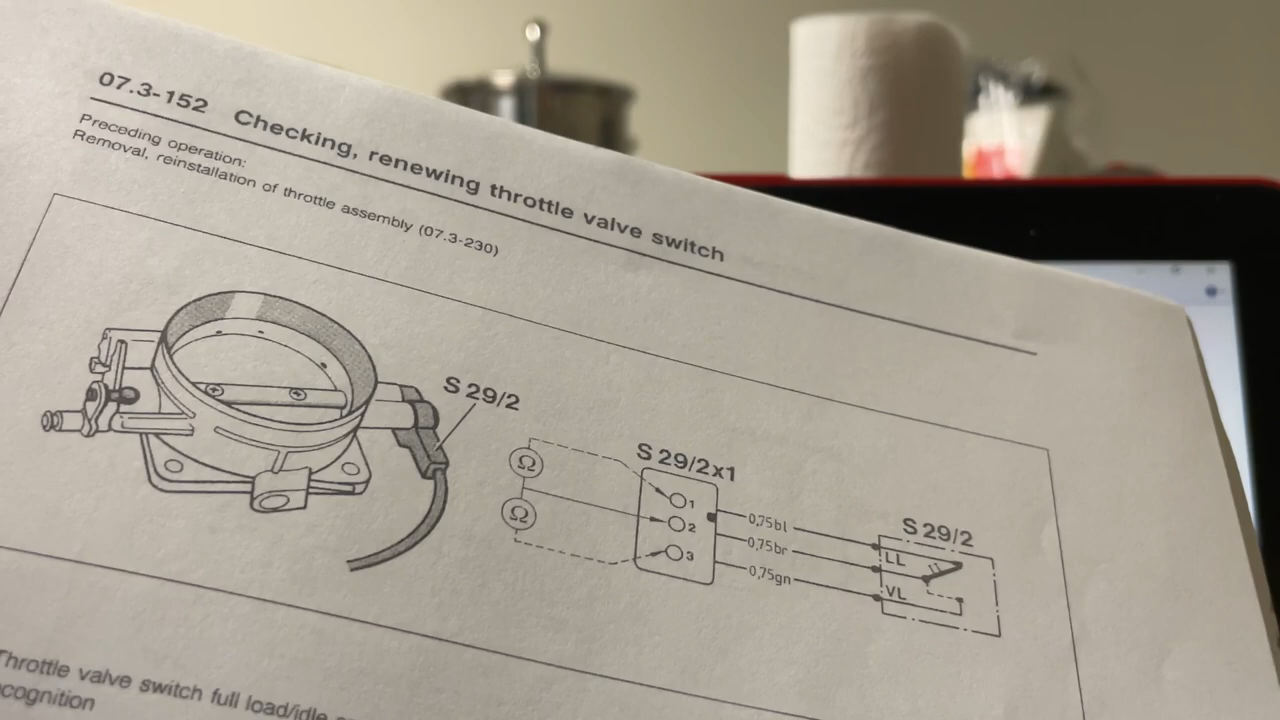 07.3-152 Checking, renewing throttle valve switch
Preceding operation:
Removal, reinstallation of throttle assembly (07.3-230)
S 29/2
S 29/2x1
Ω
Ω
1
2
3
0,75bl
0,75br
0,75gn
S 29/2
LL
VL
Throttle valve switch full load/idle